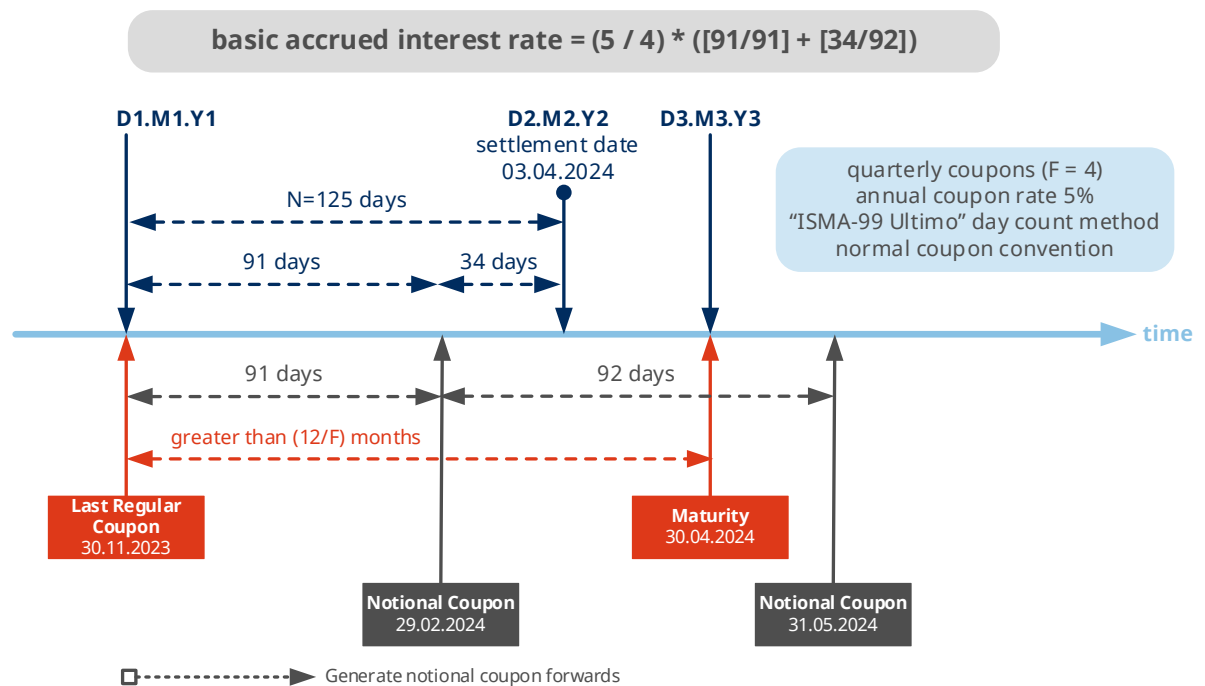 basic accrued interest rate = (5 / 4) * ([91/91] + [34/92])
D1.M1.Y1
D2.M2.Y2
D3.M3.Y3
settlement date
03.04.2024
quarterly coupons (F = 4)
annual coupon rate 5%
“ISMA-99 Ultimo” day count method
normal coupon convention
N=125 days
91 days
34 days
time
91 days
92 days
greater than (12/F) months
Last Regular
Coupon
30.11.2023
Maturity
30.04.2024
Notional Coupon
29.02.2024
Notional Coupon
31.05.2024
Generate notional coupon forwards